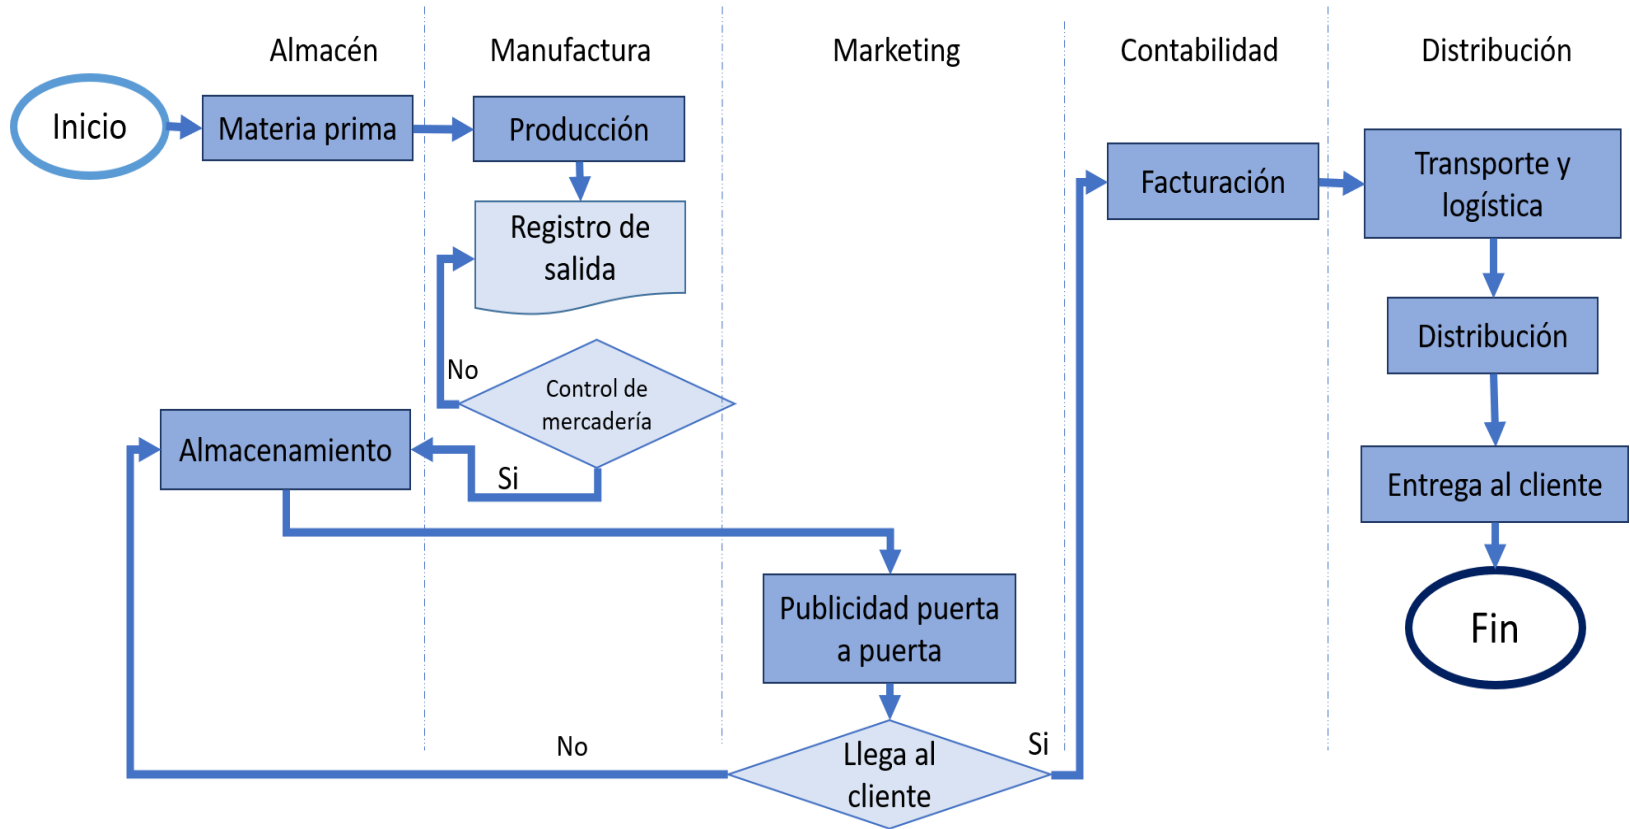 Almacén
Manufactura
Marketing
Contabilidad
Distribución
Inicio
Materia prima
Producción
Registro de
salida
No
Control de
mercadería
Si
Almacenamiento
Publicidad puerta
a puerta
Llega al
cliente
No
Si
Facturación
Transporte y
logística
Distribución
Entrega al cliente
Fin